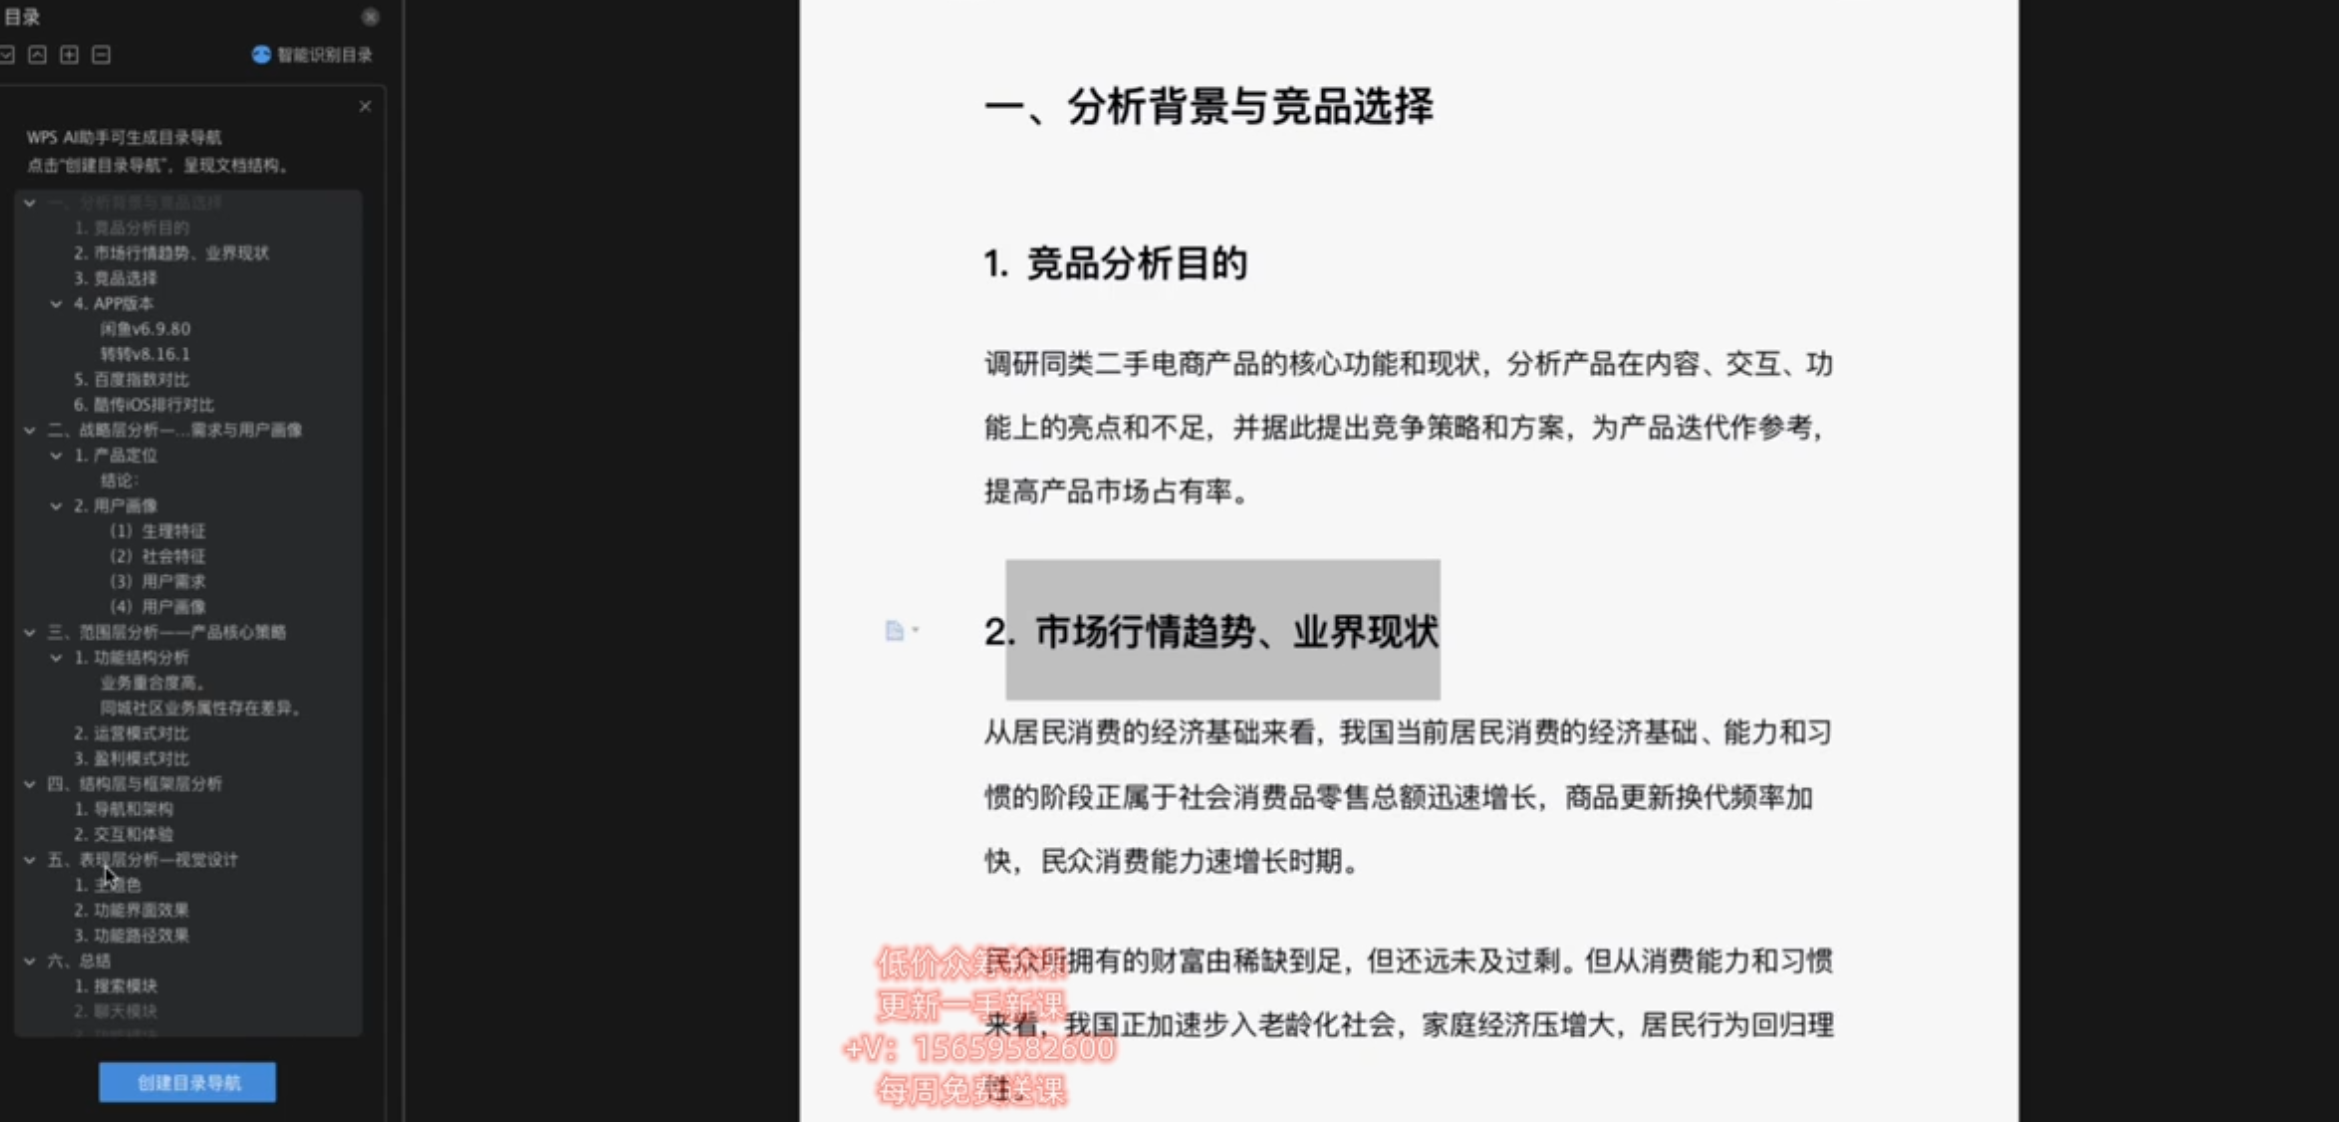 目录
智能识别目录
WPS AI助手可生成目录导航
点击“创建目录导航”，呈现文档结构。
一、分析背景与竞品选择
1. 竞品分析目的
2. 市场行情趋势、业界现状
3. 竞品选择
4. APP版本
闲鱼v6.9.80
转转v8.16.1
5. 百度指数对比
6. 酷传iOS排行对比
二、战略层分析—...需求与用户画像
1. 产品定位
结论：
2. 用户画像
（1）生理特征
（2）社会特征
（3）用户需求
（4）用户画像
三、范围层分析——产品核心策略
1. 功能结构分析
业务重合度高。
同城社区业务属性存在差异。
2. 运营模式对比
3. 盈利模式对比
四、结构层与框架层分析
1. 导航和架构
2. 交互和体验
五、表现层分析—视觉设计
1. 主题色
2. 功能界面效果
3. 功能路径效果
六、总结
1. 搜索模块
2. 聊天模块
创建目录导航
一、分析背景与竞品选择
1. 竞品分析目的
调研同类二手电商产品的核心功能和现状，分析产品在内容、交互、功
能上的亮点和不足，并据此提出竞争策略和方案，为产品迭代作参考，
提高产品市场占有率。
2. 市场行情趋势、业界现状
从居民消费的经济基础来看，我国当前居民消费的经济基础、能力和习
惯的阶段正属于社会消费品零售总额迅速增长，商品更新换代频率加
快，民众消费能力速增长时期。
民众所拥有的财富由稀缺到足，但还远未及过剩。但从消费能力和习惯
来看，我国正加速步入老龄化社会，家庭经济压增大，居民行为回归理
性。
低价众筹
更新一手新课
+V：15659582600
每周免费送课